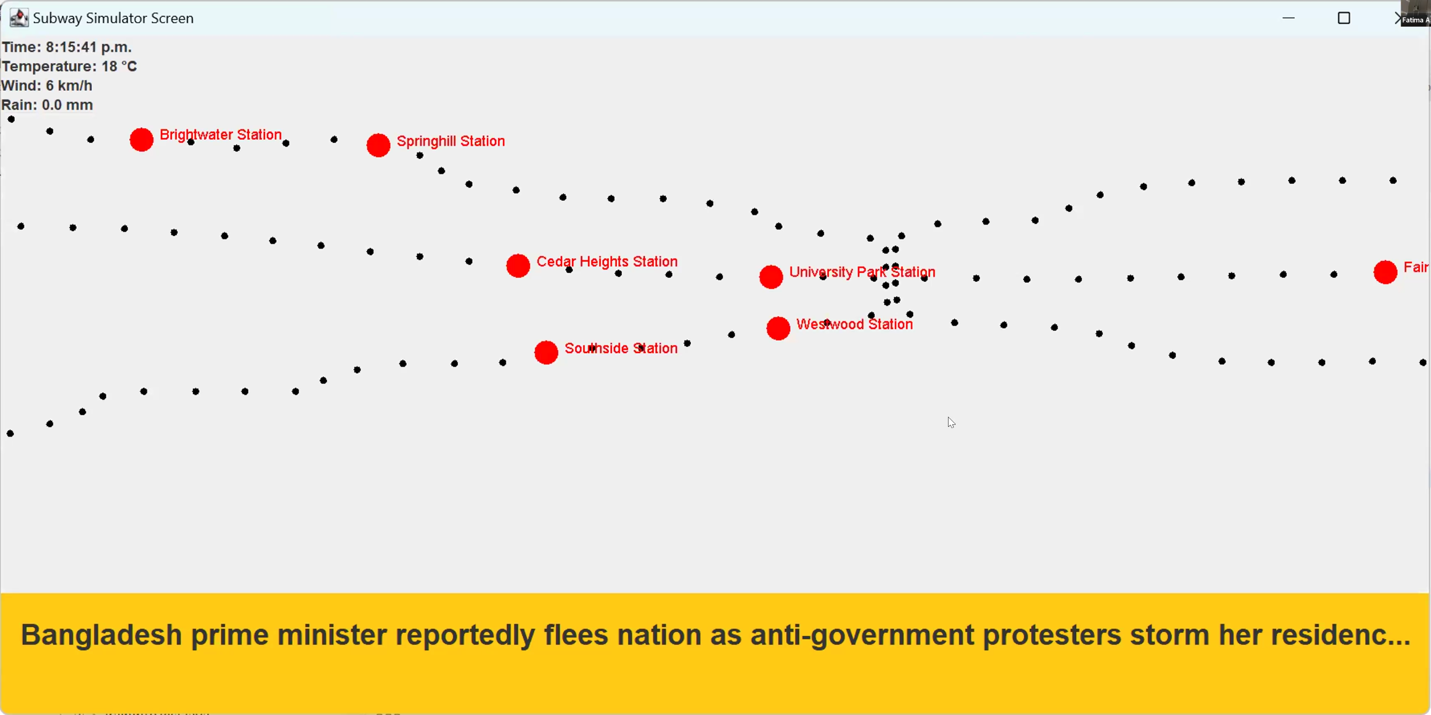 Subway Simulator Screen
Fatima A
Time: 8:15:41 p.m.
Temperature: 18 °C
Wind: 6 km/h
Rain: 0.0 mm
Brightwater Station
Springhill Station
Cedar Heights Station
University Park Station
Fair
Westwood Station
Southside Station
Bangladesh prime minister reportedly flees nation as anti-government protesters storm her residenc...